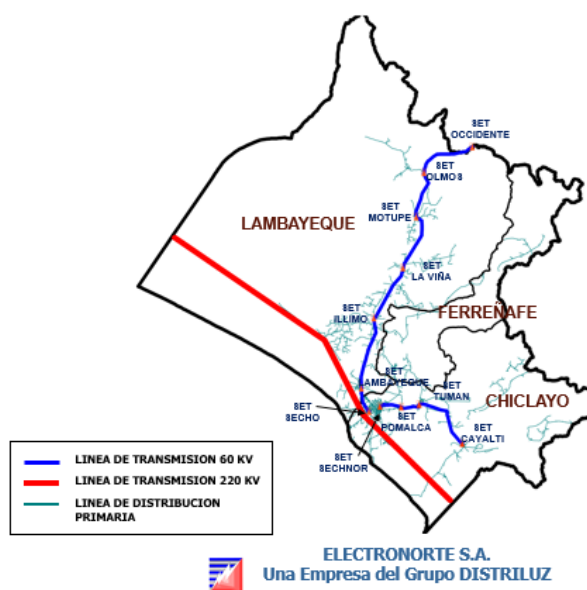 SET
OCCIDENTE
SET
OLMOS
SET
MOTUPE
LAMBAYEQUE
SET
LA VIÑA
SET
ILLIMO
FERREÑAFE
SET
LAMBAYEQUE
SET
TUMAN
CHICLAYO
SET
SECHO
SET
POMALCA
SET
CAYALTI
SET
SECHNOR
LINEA DE TRANSMISION 60 KV
LINEA DE TRANSMISION 220 KV
LINEA DE DISTRIBUCION
PRIMARIA
ELECTRONORTE S.A.
Una Empresa del Grupo DISTRILUZ